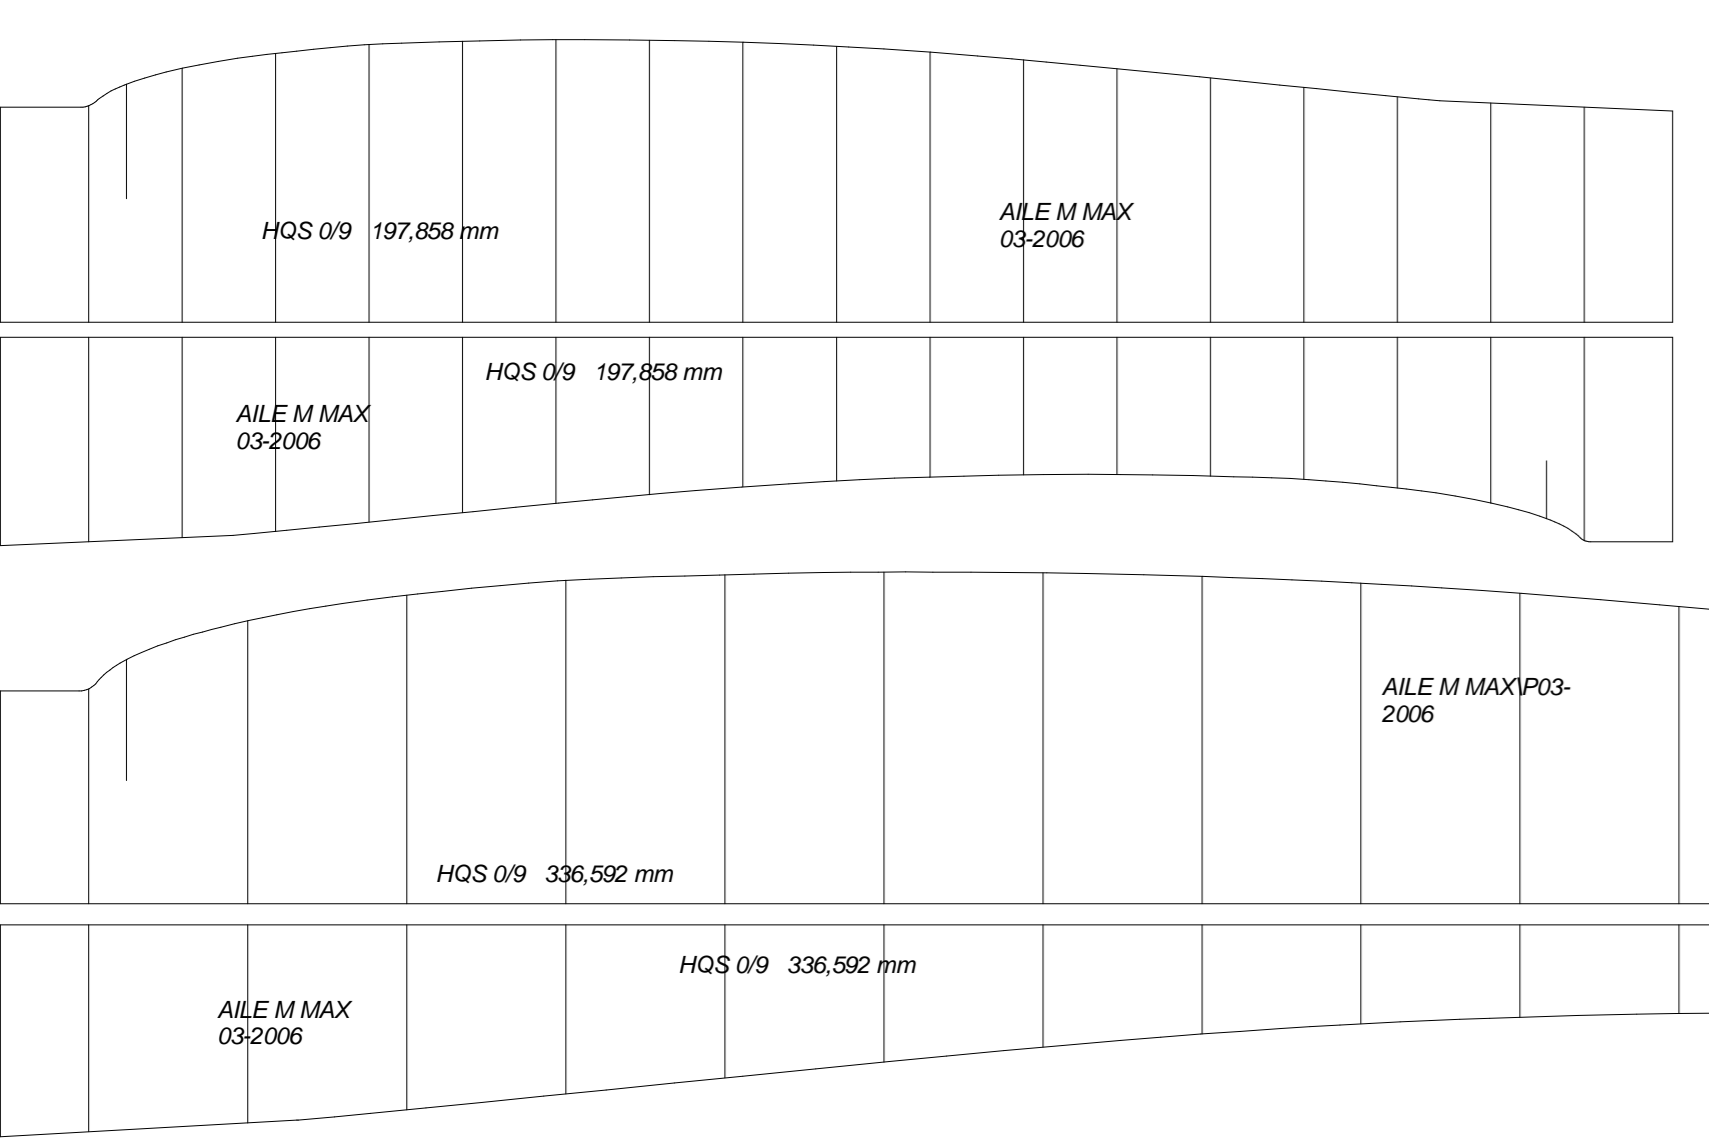 AILE M MAX
03-2006
HQS 0/9 197,858 mm
HQS 0/9 197,858 mm
AILE M MAX
03-2006
AILE M MAX\P03-
2006
HQS 0/9 336,592 mm
HQS 0/9 336,592 mm
AILE M MAX
03-2006